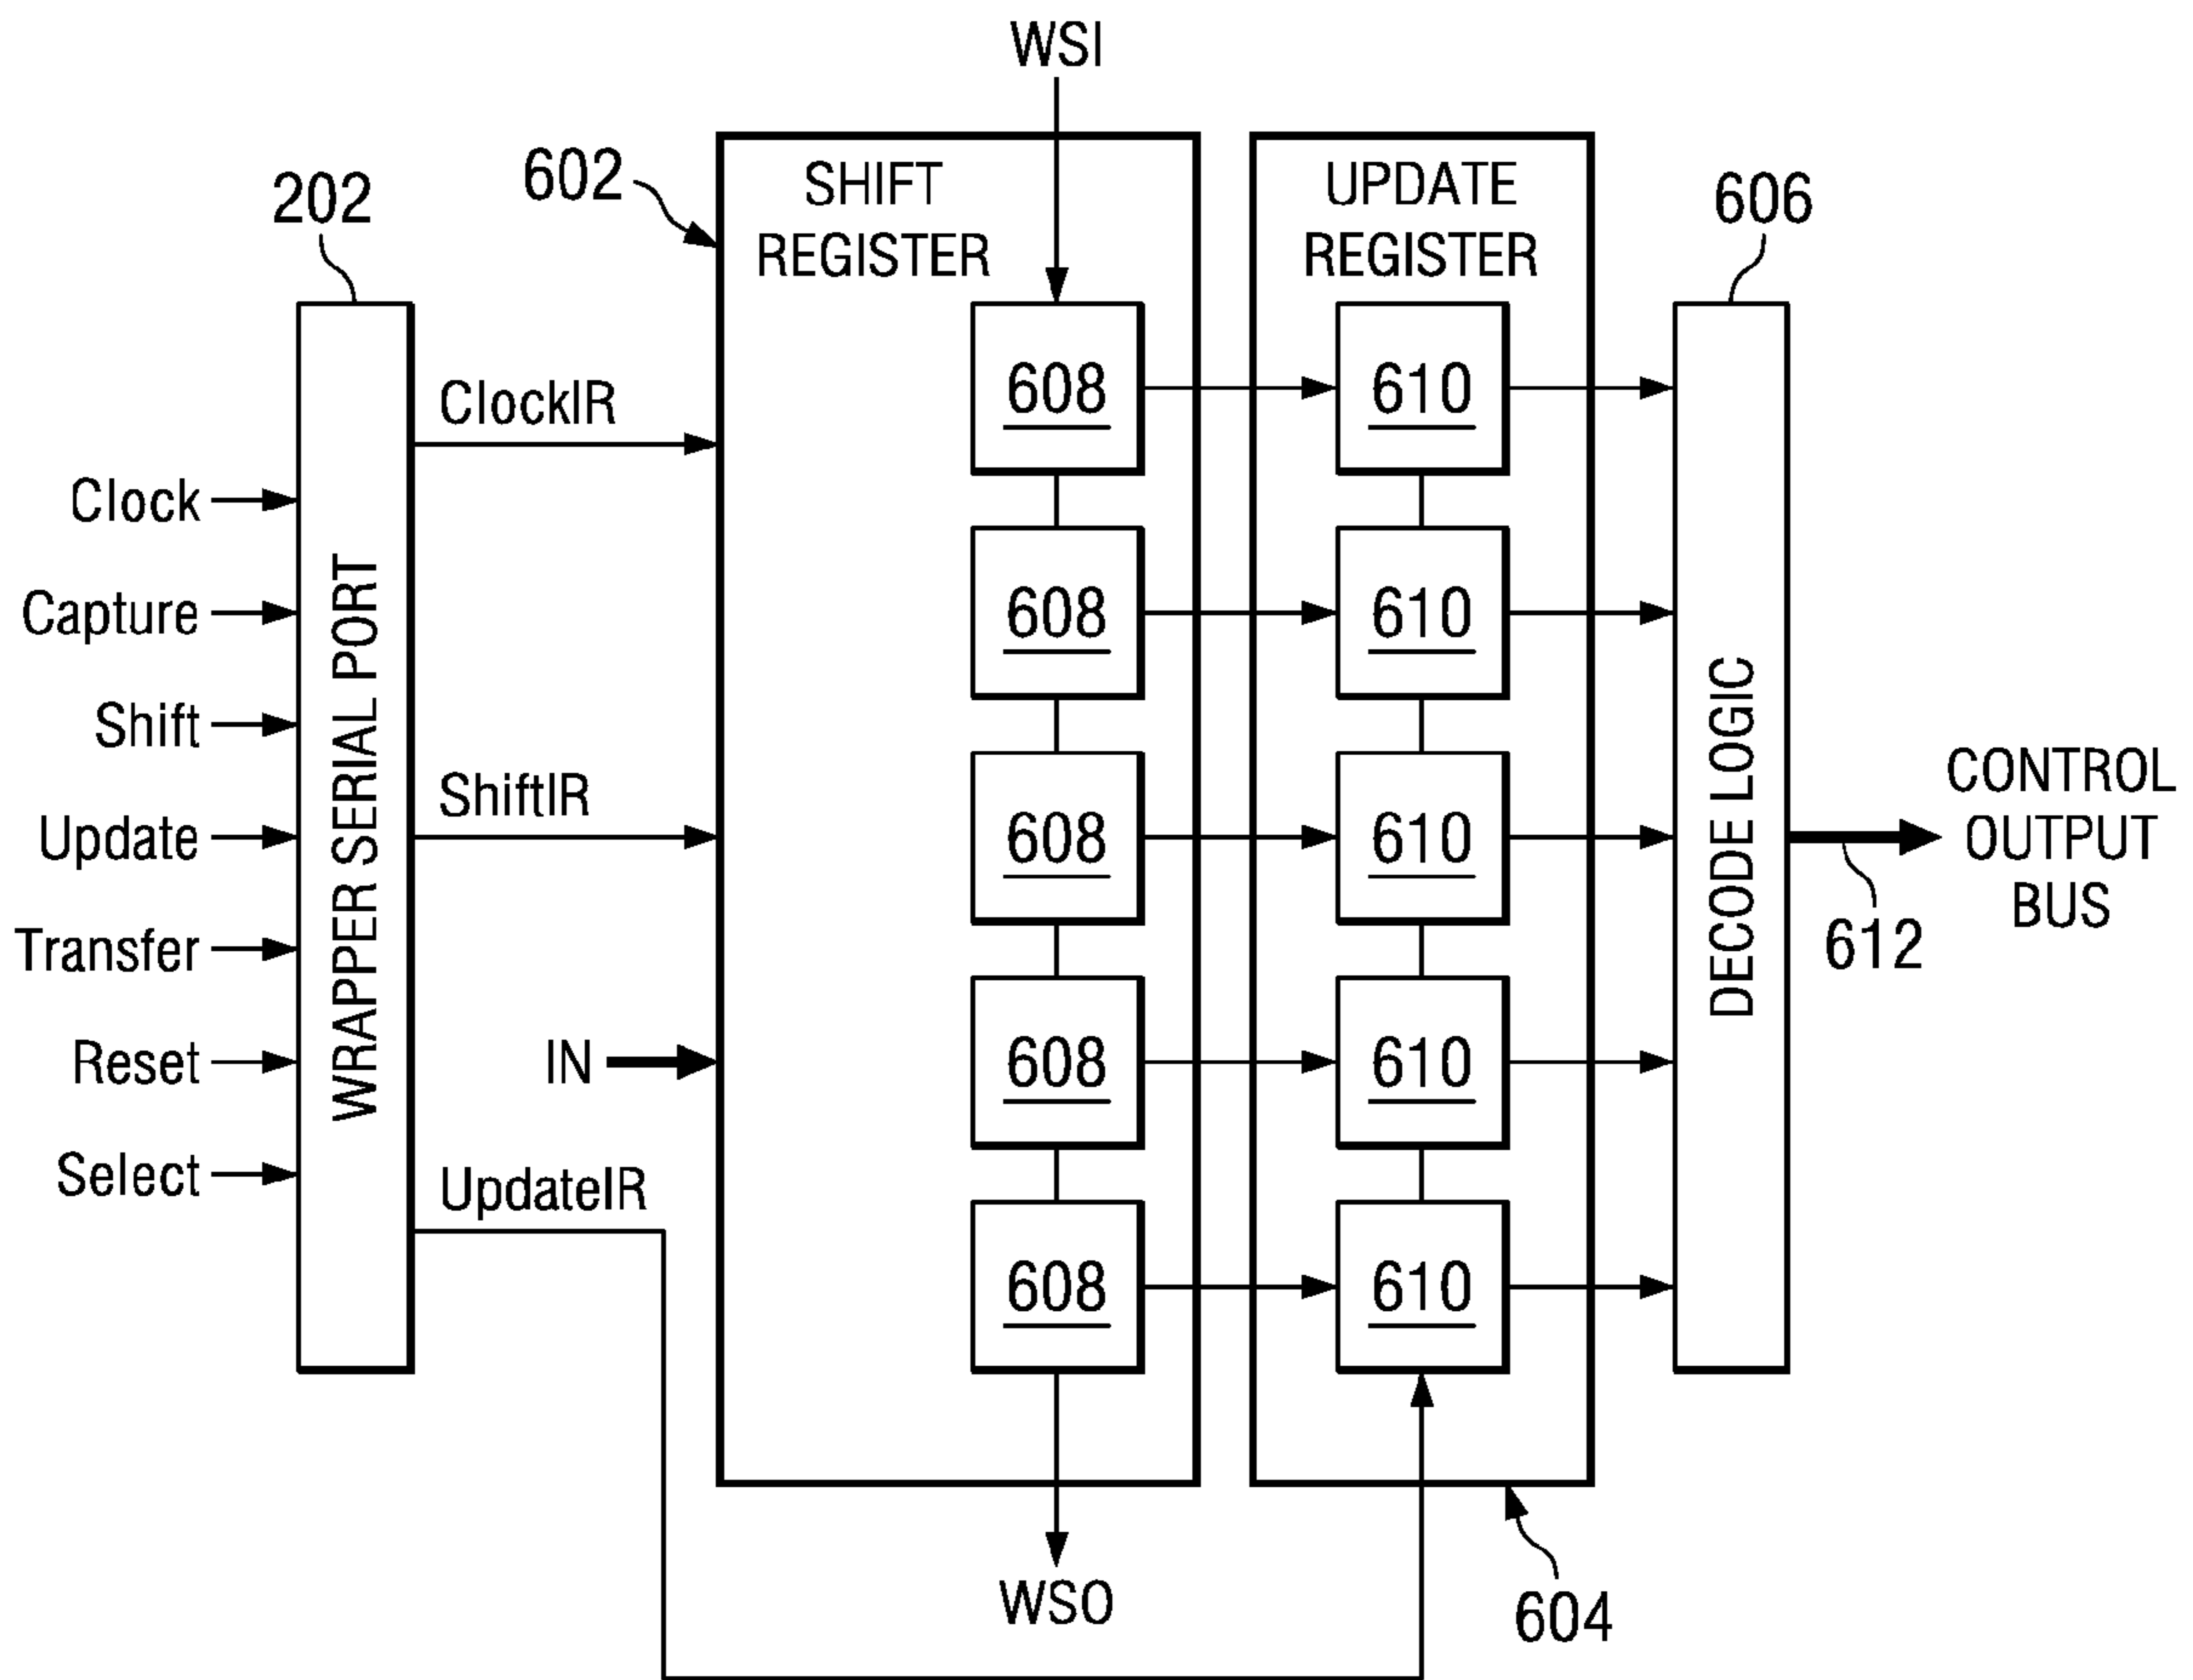 WSI
602
SHIFT
REGISTER
UPDATE
REGISTER
202
606
608
610
ClockIR
Clock
WRAPPER SERIAL PORT
Capture
608
610
Shift
ShiftIR
608
610
DECODE LOGIC
CONTROL
OUTPUT
BUS
612
Update
Transfer
Reset
IN
608
610
Select
UpdateIR
608
610
WSO
604